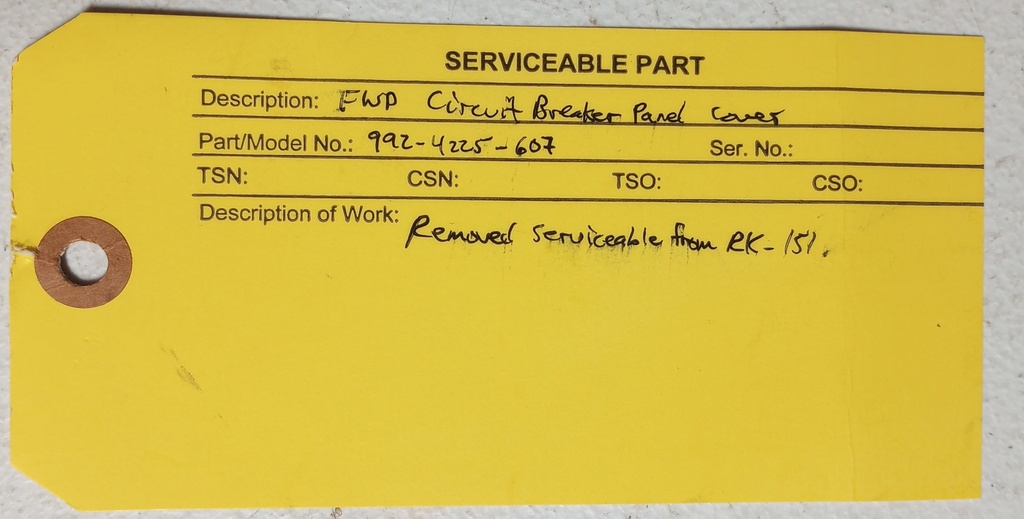 SERVICEABLE PART
Description: FWD Circuit Breaker Panel cover
Part/Model No.: 992-4225-607 Ser. No.:
TSN: CSN: TSO: CSO:
Description of Work: Removed serviceable from RK-151.